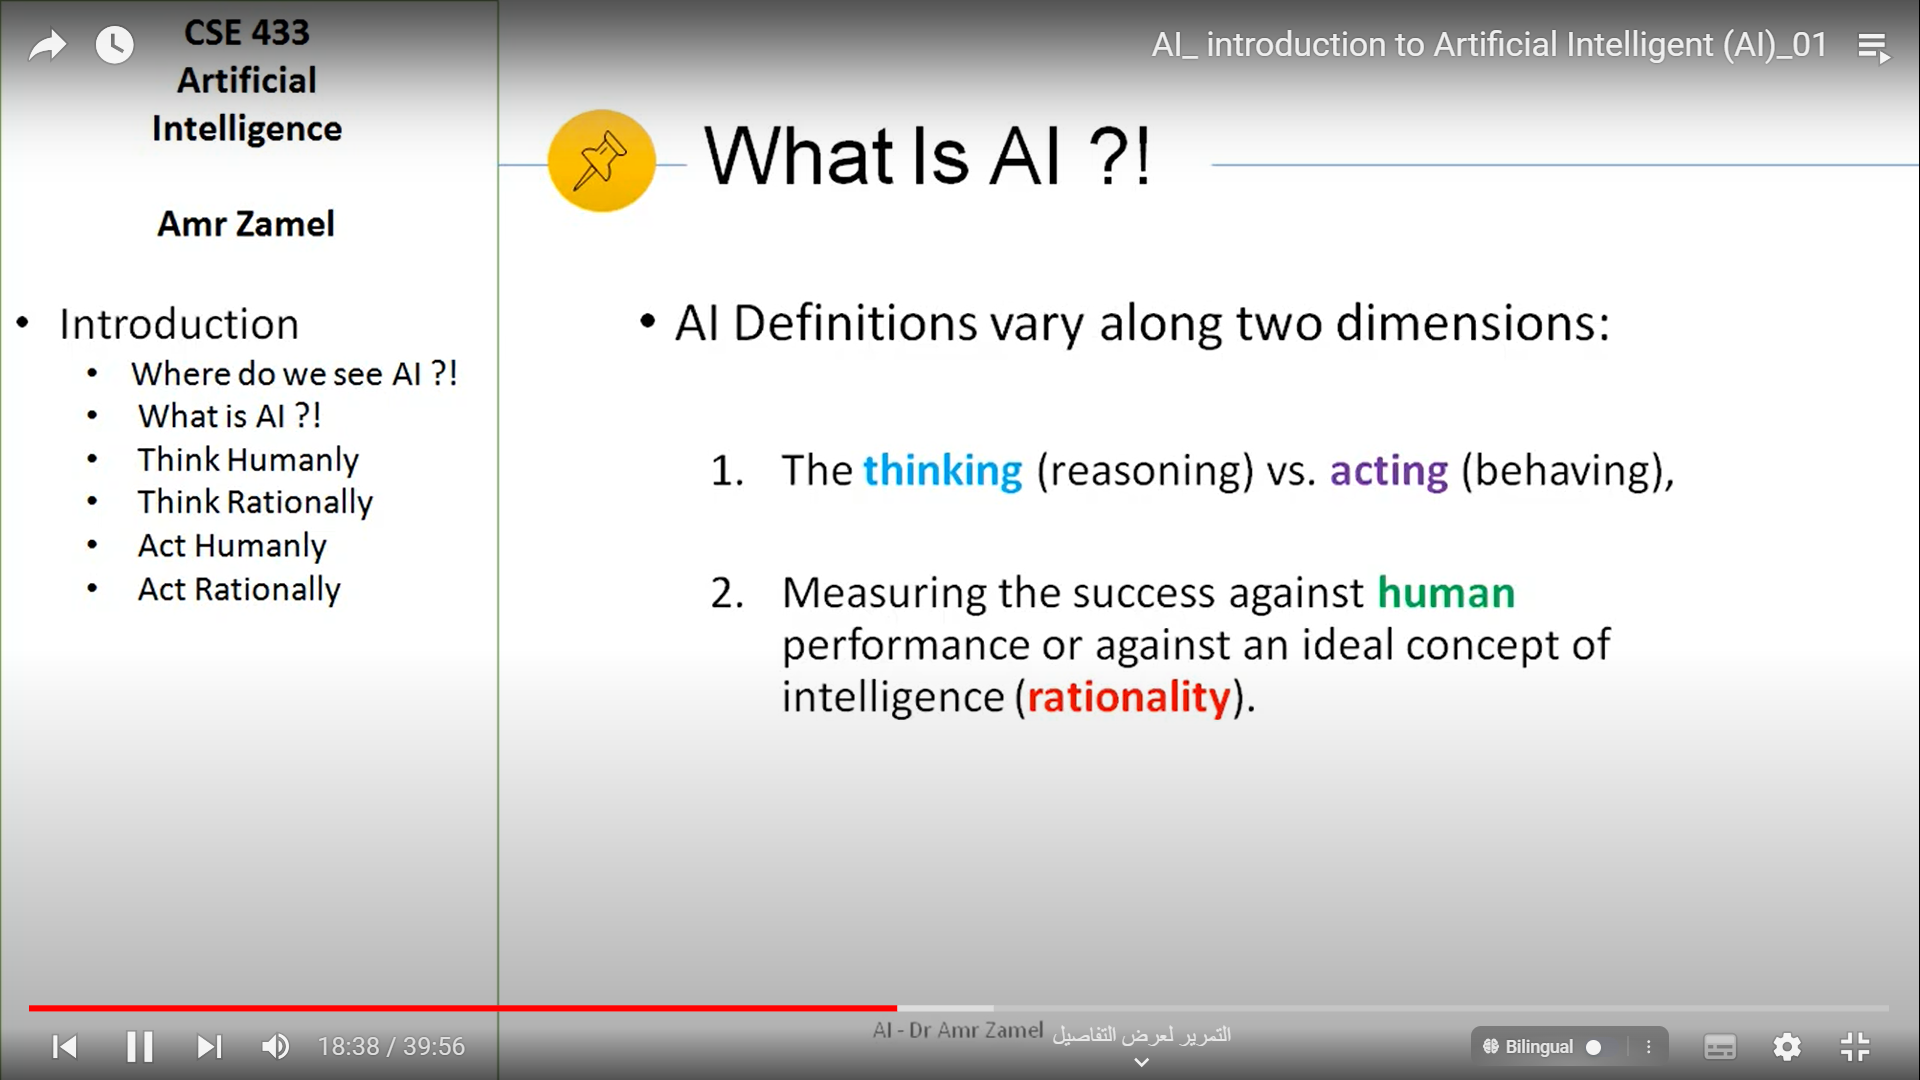 CSE 433
Artificial
Intelligence
Amr Zamel
• Introduction
• Where do we see AI ?!
• What is AI ?!
• Think Humanly
• Think Rationally
• Act Humanly
• Act Rationally
AI_ introduction to Artificial Intelligent (AI)_01
What Is AI ?!
• AI Definitions vary along two dimensions:
1. The thinking (reasoning) vs. acting (behaving),
2. Measuring the success against human
performance or against an ideal concept of
intelligence (rationality).
AI - Dr Amr Zamel
التمرير لعرض التفاصيل
18:38 / 39:56
Bilingual